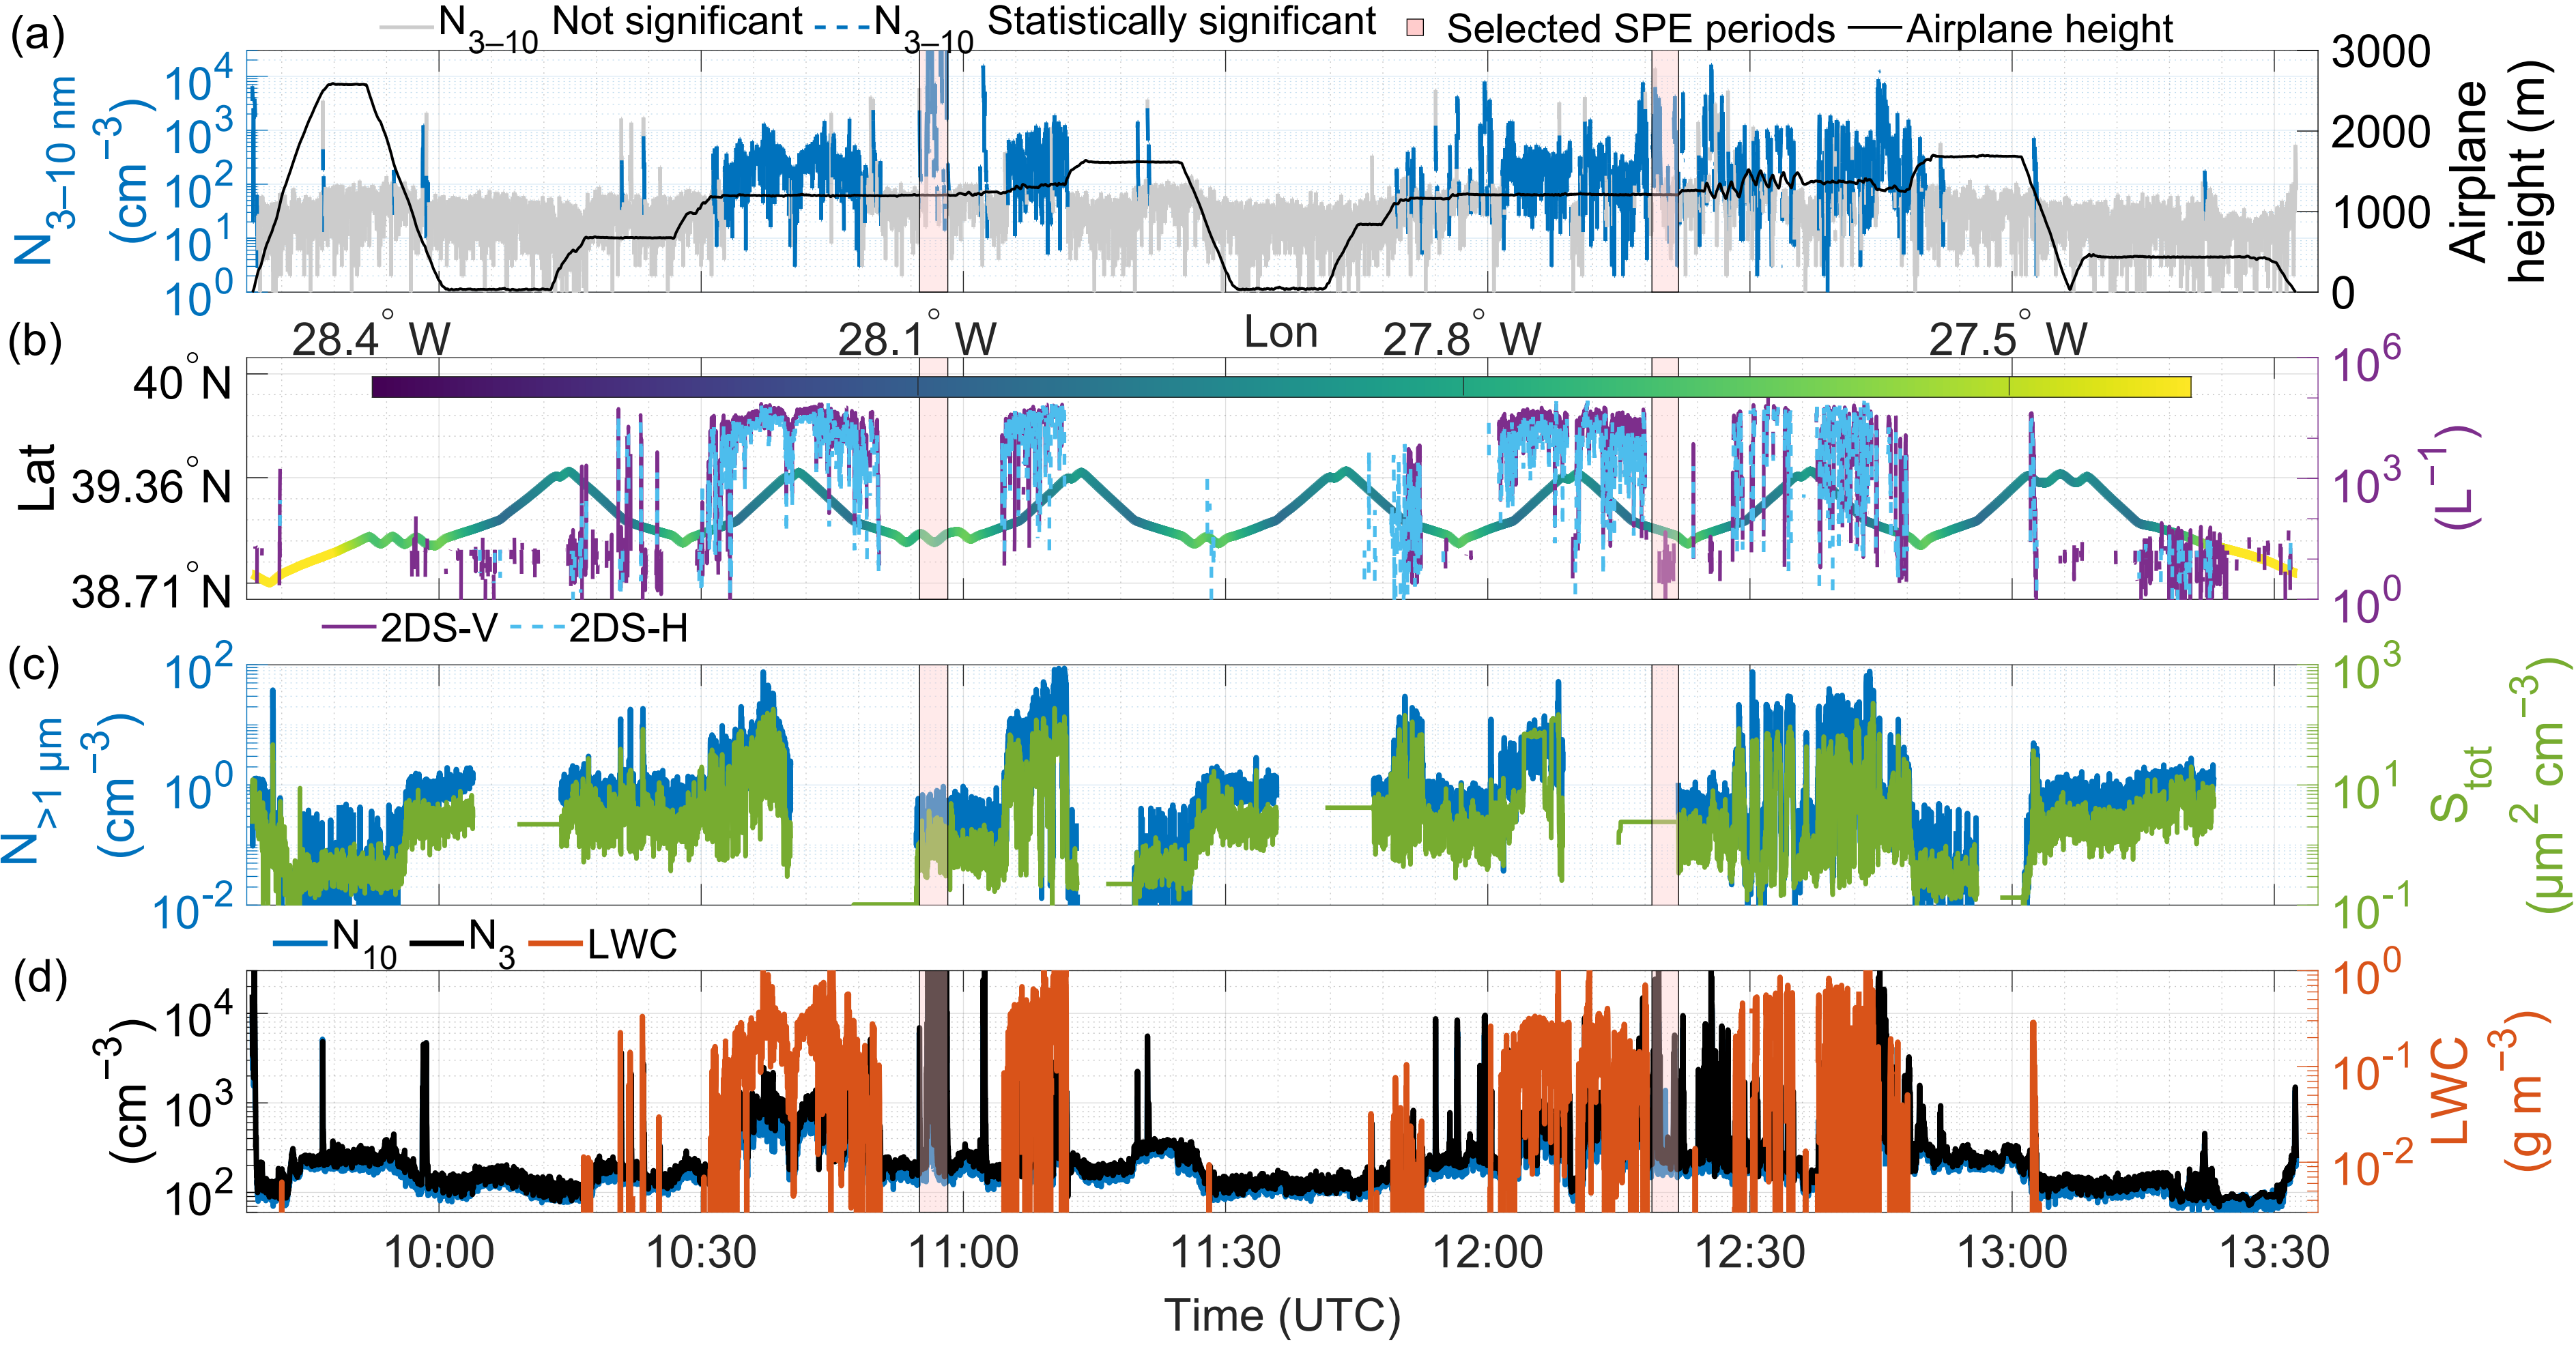 N3–10 Not significant N3–10 Statistically significant Selected SPE periods Airplane height
(a)
N3–10 nm
(cm−3)
10^4
10^3
10^2
10^1
10^0
3000
2000
1000
0
Airplane
height (m)
(b)
28.4° W 28.1° W Lon 27.8° W 27.5° W
Lat
40°N
39.36°N
38.71°N
10^6
10^3
10^0
(L−1)
2DS-V 2DS-H
(c)
N>1 μm
(cm−3)
10^2
10^0
10^-2
10^3
10^1
10^-1
Stot
(μm 2 cm−3)
N10 N3 LWC
(d)
(cm−3)
10^4
10^3
10^2
10^0
10^-1
10^-2
LWC
(g m−3)
10:00 10:30 11:00 11:30 12:00 12:30 13:00 13:30
Time (UTC)